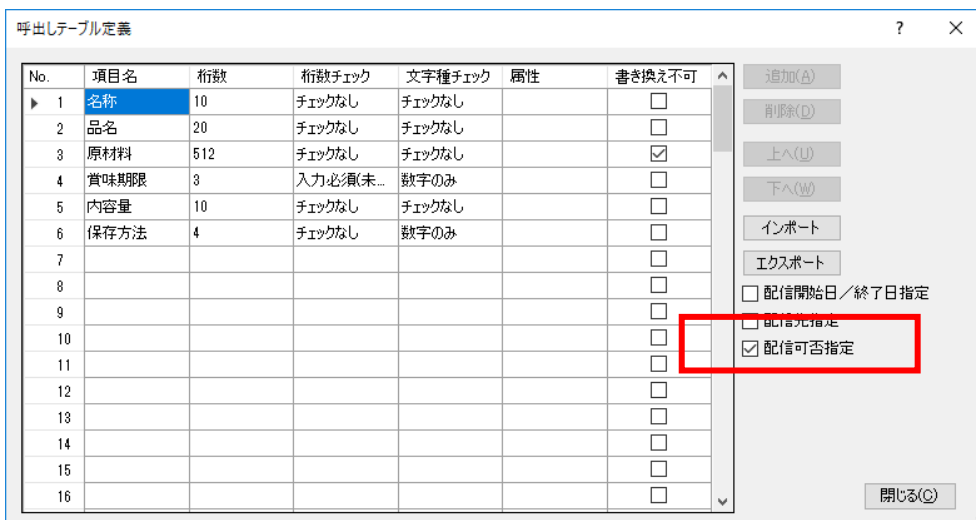 呼出しテーブル定義 ?
No. 項目名 桁数 桁数チェック 文字種チェック 属性 書き換え不可
1 名称 10 チェックなし チェックなし
2 品名 20 チェックなし チェックなし
3 原材料 512 チェックなし チェックなし
4 賞味期限 3 入力必須(未... 数字のみ
5 内容量 10 チェックなし チェックなし
6 保存方法 4 チェックなし 数字のみ
7
8
9
10
11
12
13
14
15
16
追加(A)
削除(D)
上へ(U)
下へ(W)
インポート
エクスポート
配信開始日/終了日指定
配信先指定
配信可否指定
閉じる(C)